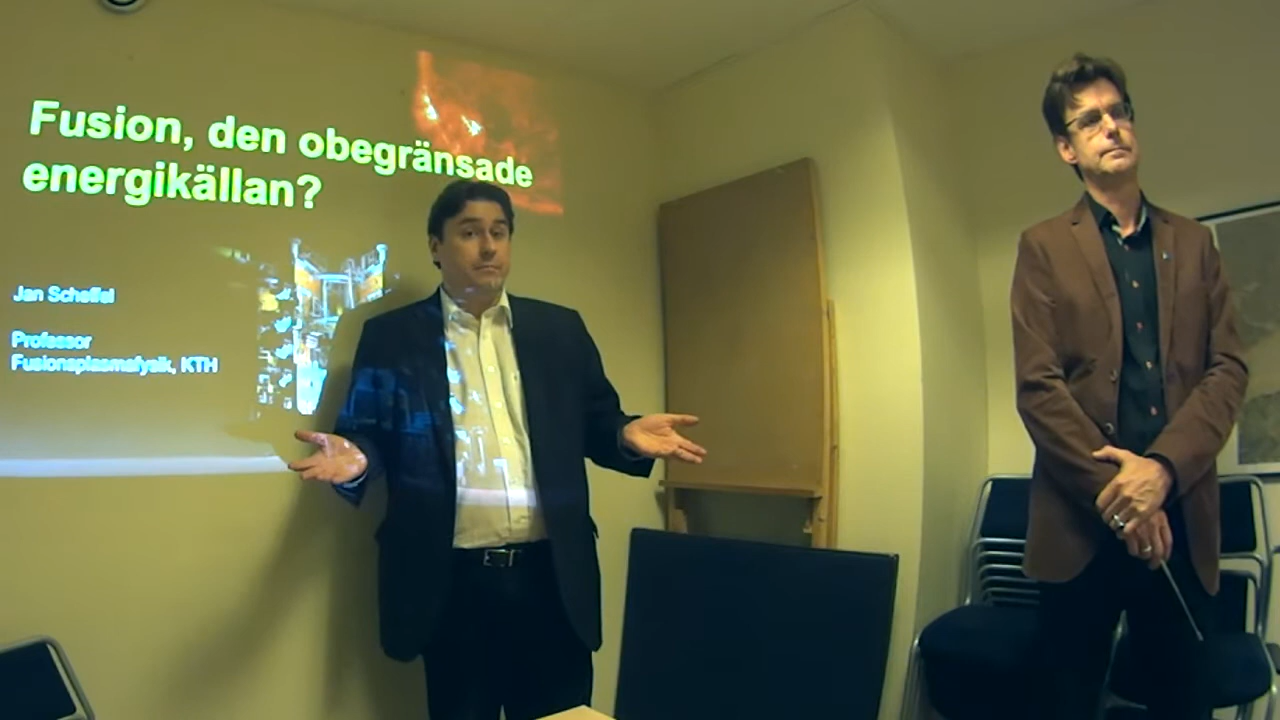 Fusion, den obegränsade
energikällan?
Jan Scheffel
Professor
Fusionsplasmafysik, KTH